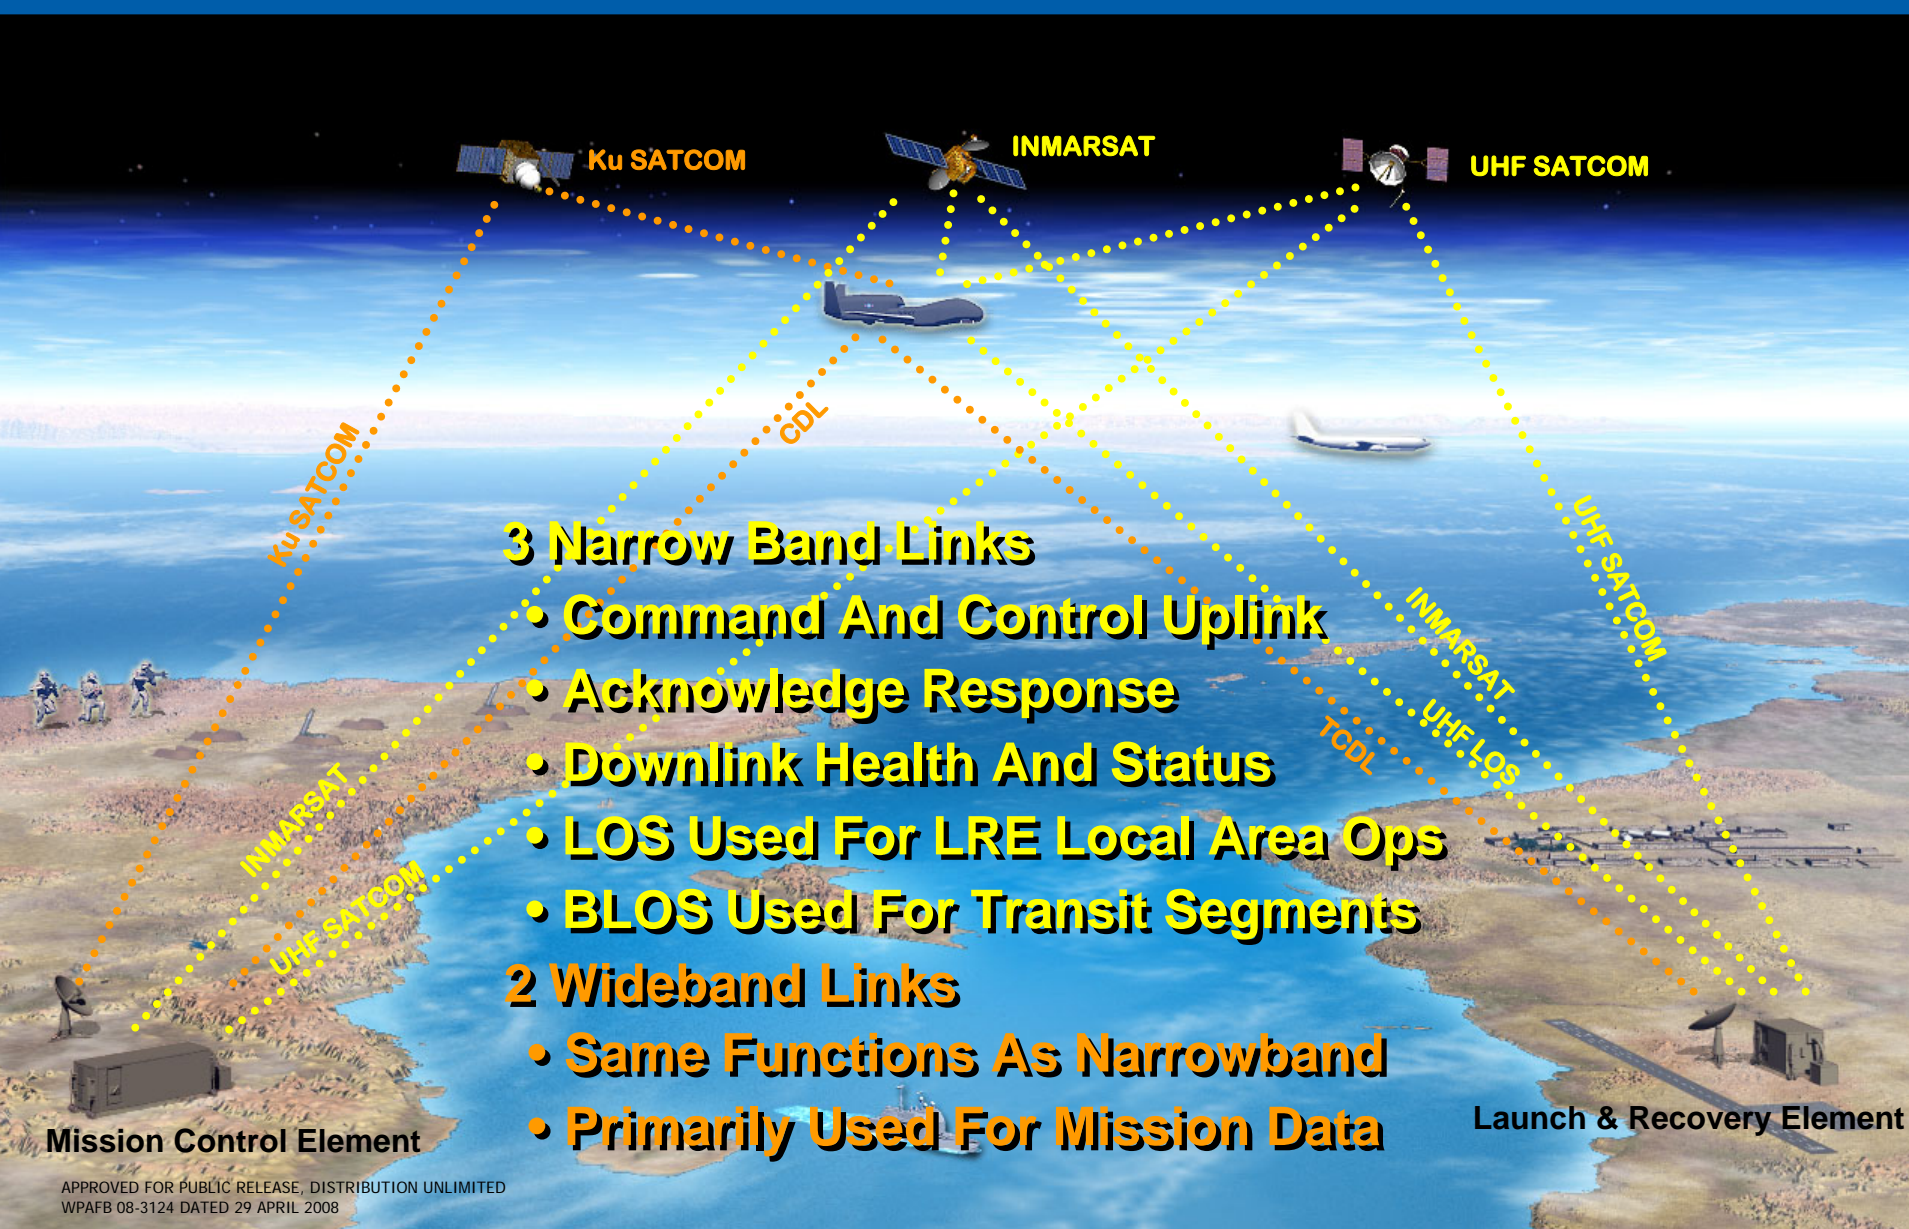 Ku SATCOM
INMARSAT
UHF SATCOM
CDL
Ku SATCOM
UHF SATCOM
INMARSAT
UHF LOS
TCDL
INMARSAT
UHF SATCOM
3 Narrow Band Links
• Command And Control Uplink
• Acknowledge Response
• Downlink Health And Status
• LOS Used For LRE Local Area Ops
• BLOS Used For Transit Segments
2 Wideband Links
• Same Functions As Narrowband
• Primarily Used For Mission Data
Mission Control Element
Launch & Recovery Element
APPROVED FOR PUBLIC RELEASE, DISTRIBUTION UNLIMITED
WPAFB 08-3124 DATED 29 APRIL 2008